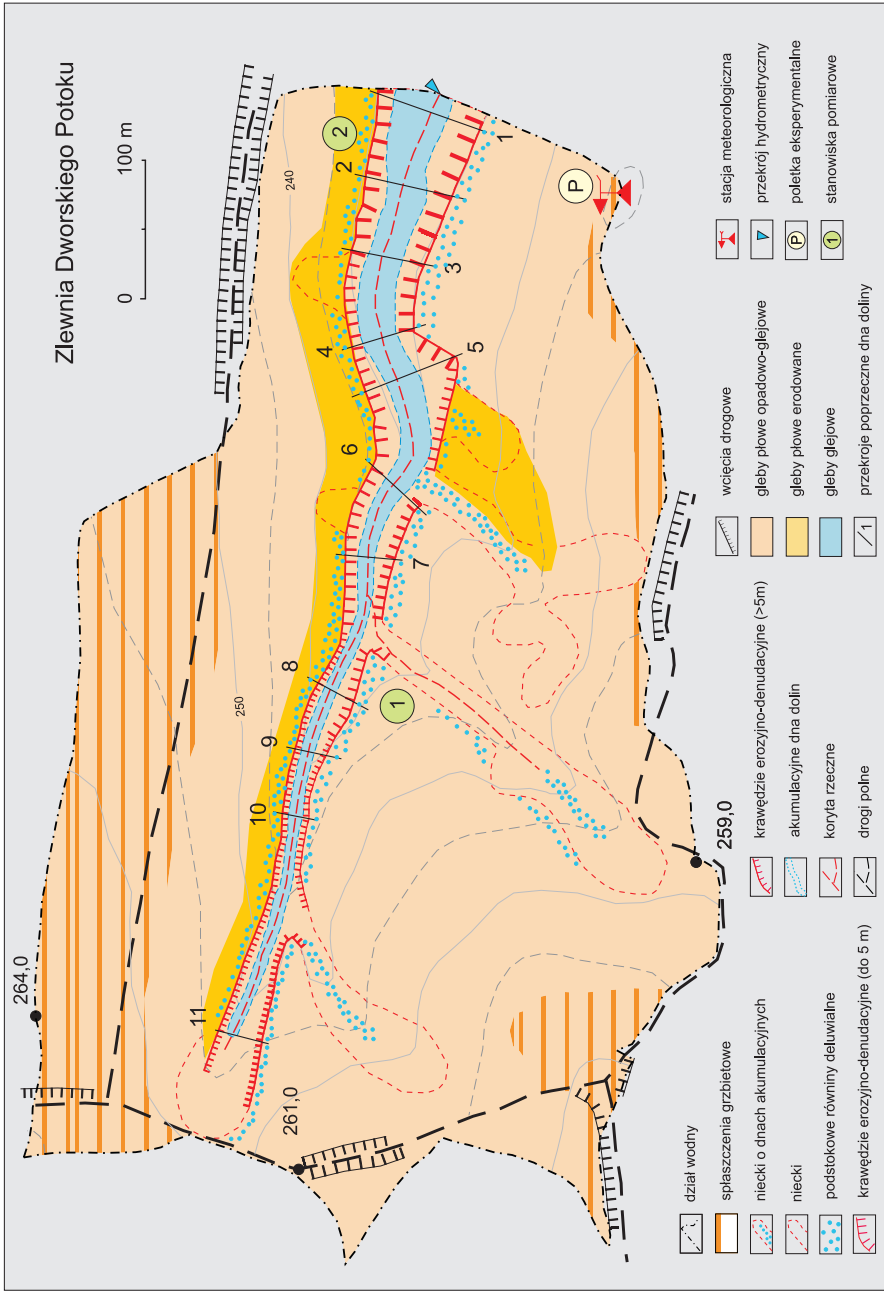 Zlewnia Dworskiego Potoku
0 100 m
264,0
261,0
259,0
250
240
11
10
9
8
7
6
5
4
3
2
1
1
2
P
dział wodny
spłaszczenia grzbietowe
niecki o dnach akumulacyjnych
niecki
podstokowe równiny deluwialne
krawędzie erozyjno-denudacyjne (do 5 m)
krawędzie erozyjno-denudacyjne (>5m)
akumulacyjne dna dolin
koryta rzeczne
drogi polne
wcięcia drogowe
gleby płowe opadowo-glejowe
gleby płowe erodowane
gleby glejowe
1 przekroje poprzeczne dna doliny
stacja meteorologiczna
przekrój hydrometryczny
P poletka eksperymentalne
1 stanowiska pomiarowe